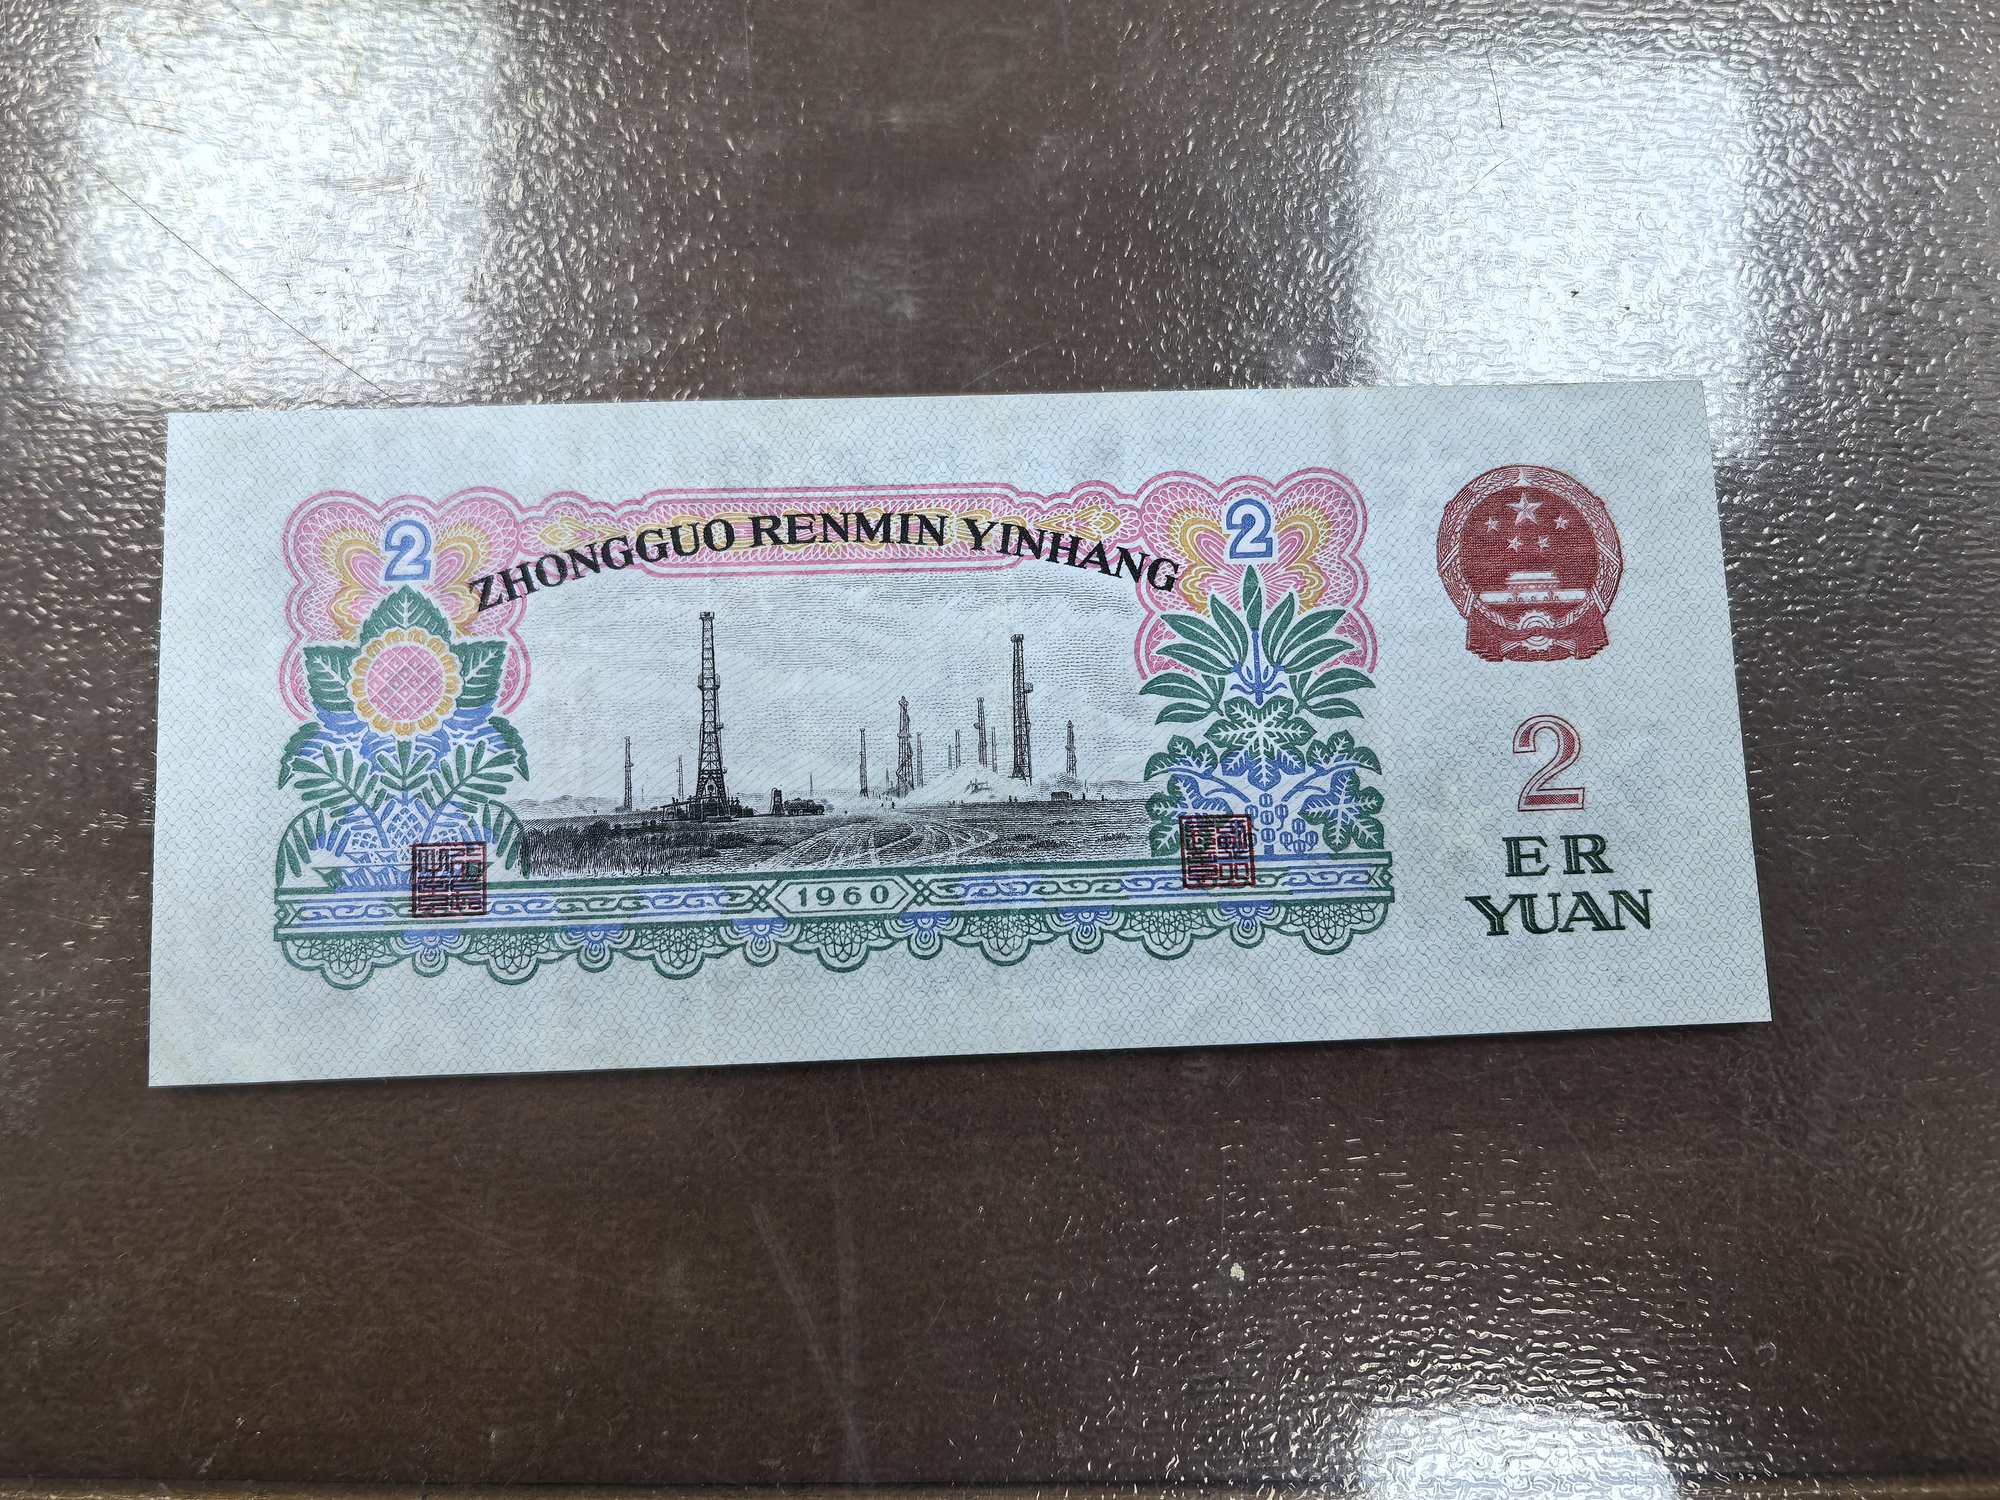 2
2
ZHONGGUO RENMIN YINHANG
2
ER
YUAN
1960